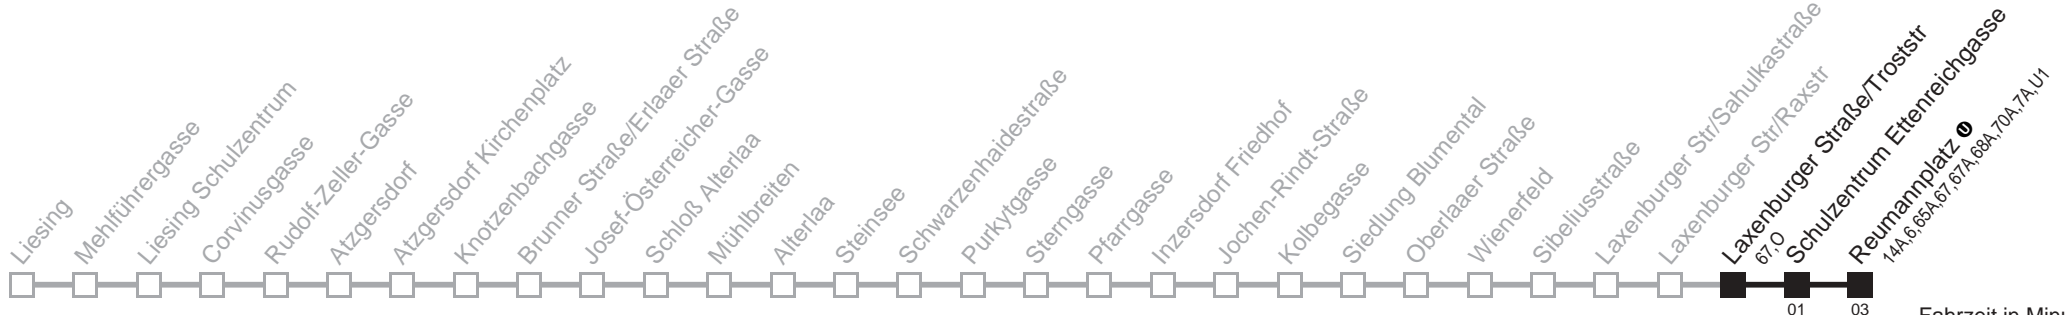 Liesing
Mehlführergasse
Liesing Schulzentrum
Corvinusgasse
Rudolf-Zeller-Gasse
Atzgersdorf
Atzgersdorf Kirchenplatz
Knotzenbachgasse
Brunner Straße/Erlaaer Straße
Josef-Österreicher-Gasse
Schloß Alterlaa
Mühlbreiten
Alterlaa
Steinsee
Schwarzenhaidestraße
Purkytgasse
Sterngasse
Pfarrgasse
Inzersdorf Friedhof
Jochen-Rindt-Straße
Kolbegasse
Siedlung Blumental
Oberlaaer Straße
Wienerfeld
Sibeliusstraße
Laxenburger Str/Sahulkastraße
Laxenburger Str/Raxstr
Laxenburger Straße/Troststr
67,O
Schulzentrum Ettenreichgasse
Reumannplatz U
14A,6,65A,67,67A,68A,70A,7A,U1
01
03
Fahrzeit in